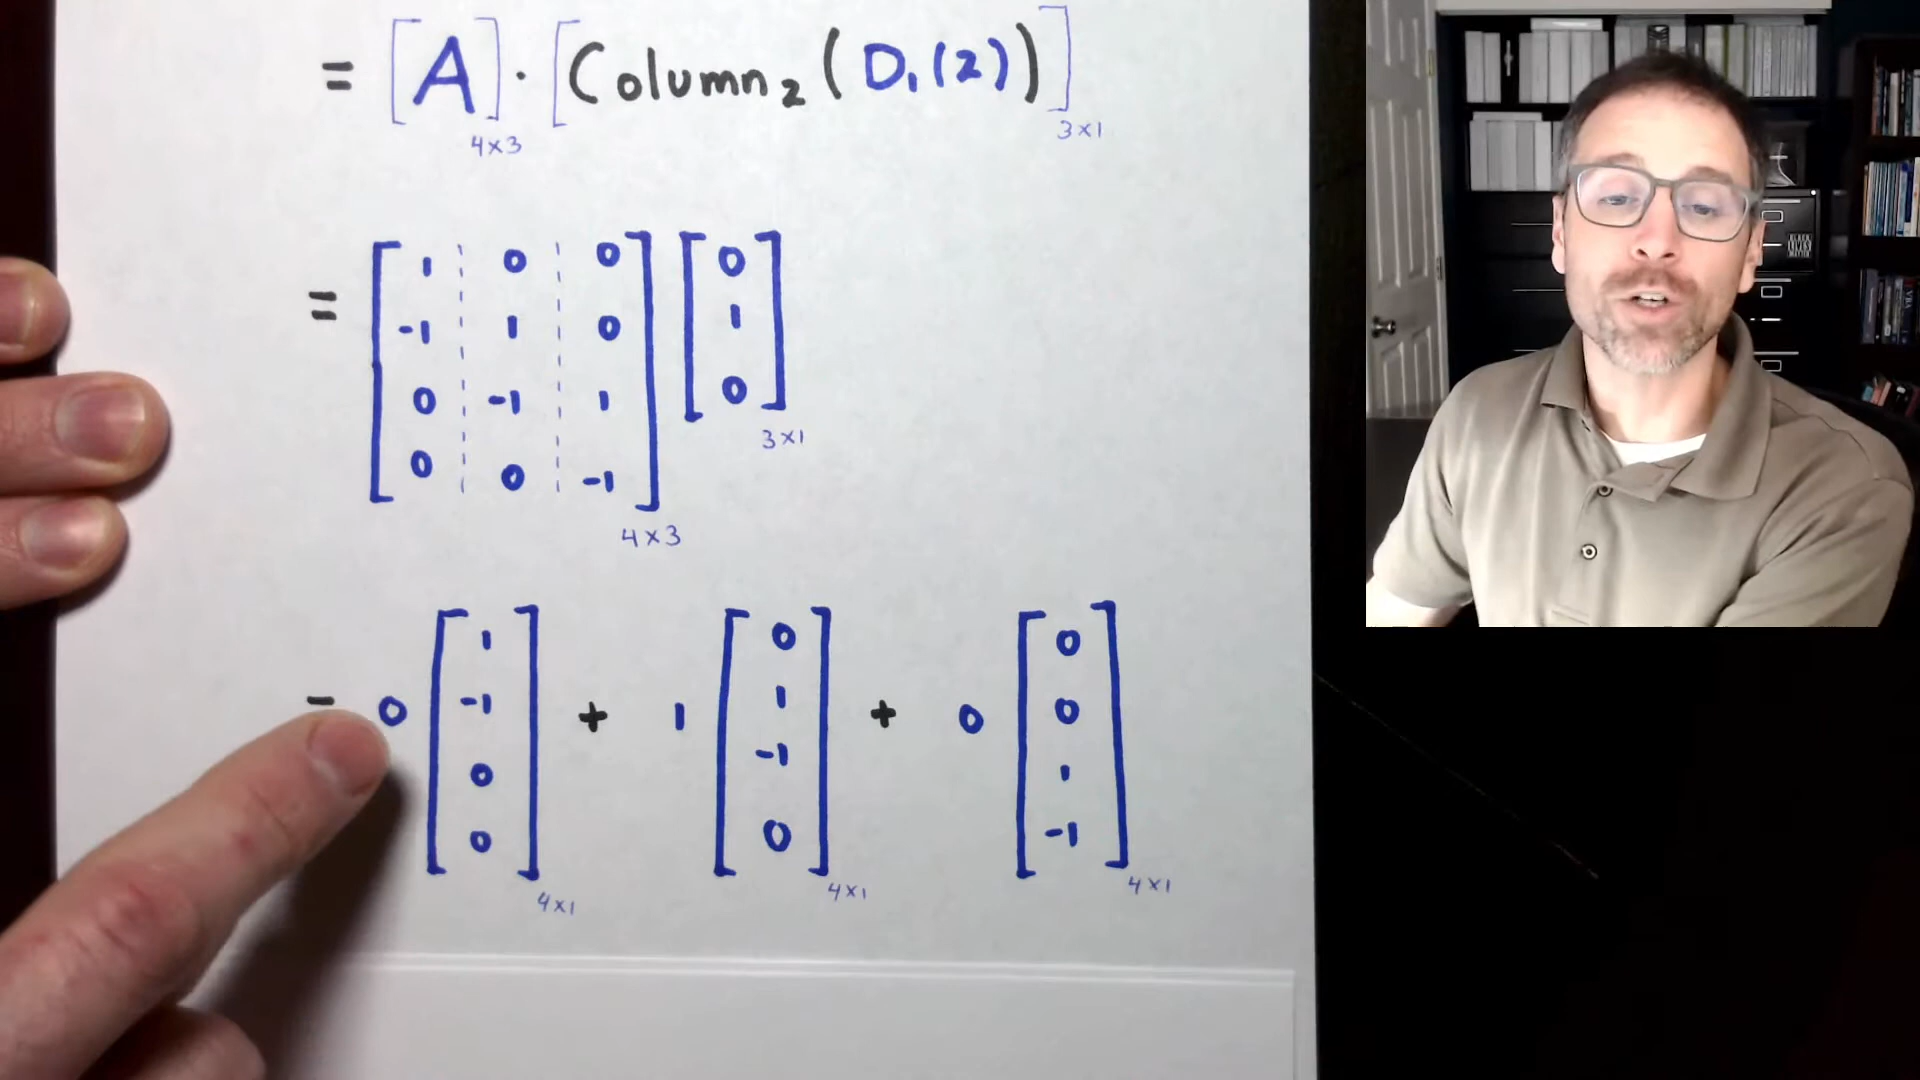 = [A]4×3 · [Column₂ (D₁(2))]3×1
= [1 0 0] [0]
-1 1 0 1
0 -1 1 0
3×1
0 0 -1
4×3
1 0 0
-1 1 0
= 0 + 1 + 0
0 -1 1
0 0 -1
4×1 4×1 4×1